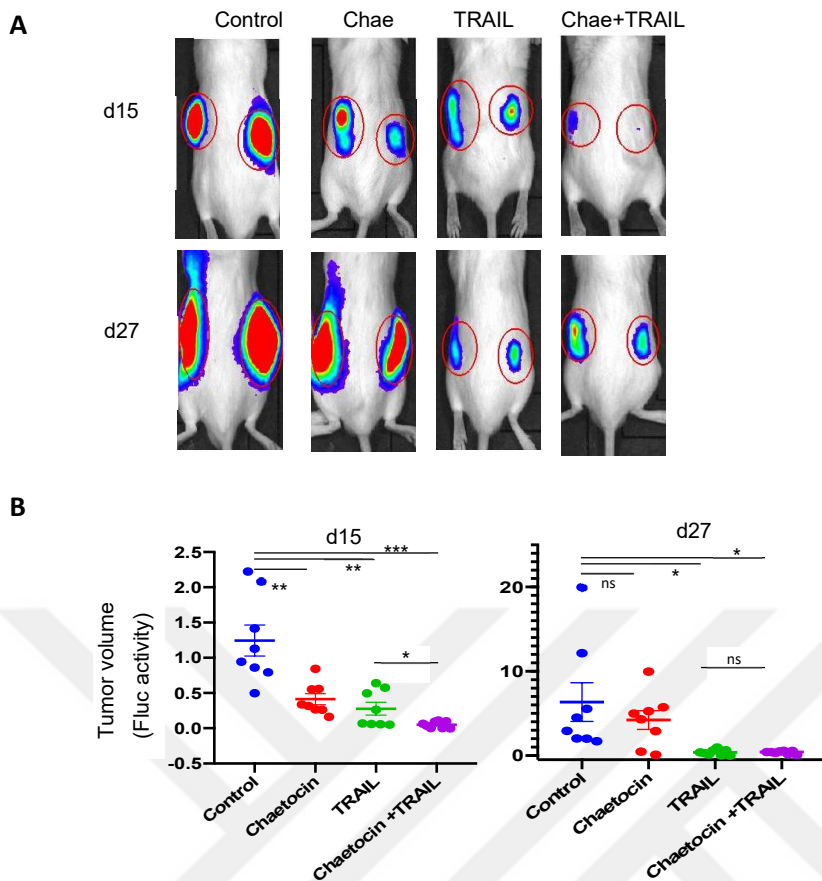 A
Control Chae TRAIL Chae+TRAIL
d15
d27
B
d15
d27
Tumor volume
(Fluc activity)
2.5
2.0
1.5
1.0
0.5
0.0
-0.5
***
**
**
*
Control
Chaetocin
TRAIL
Chaetocin +TRAIL
20
10
0
*
*
ns
ns
Control
Chaetocin
TRAIL
Chaetocin +TRAIL